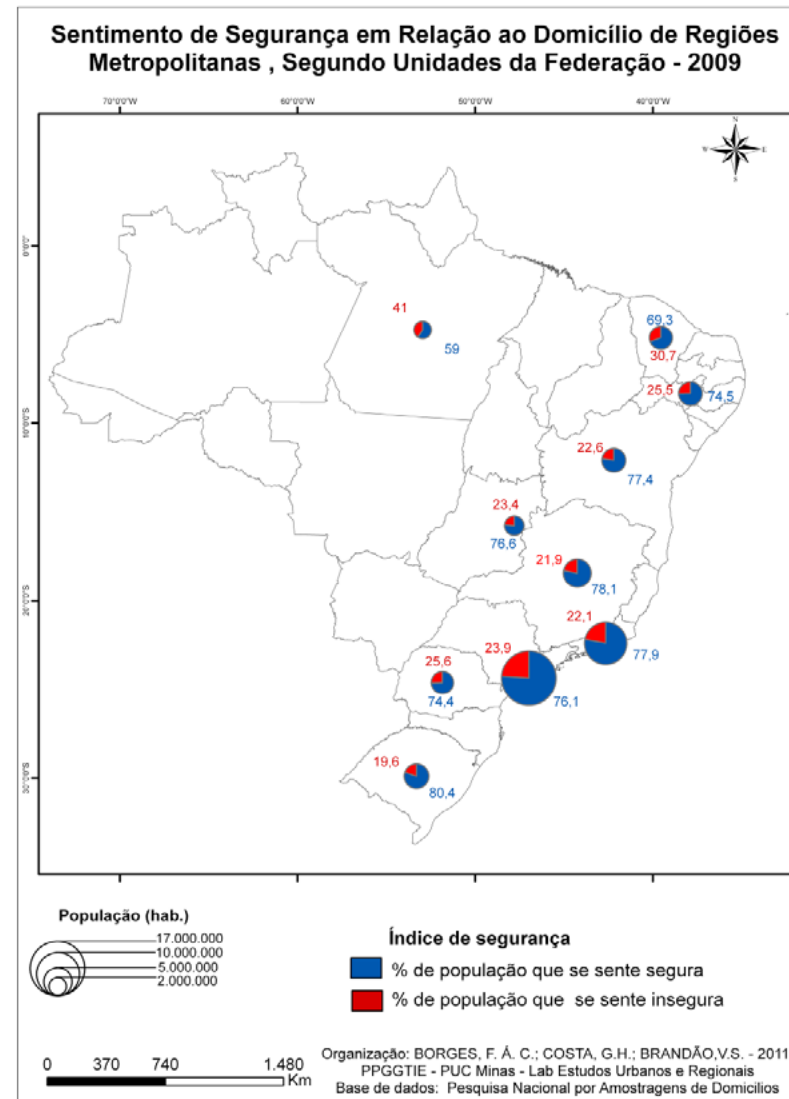 Sentimento de Segurança em Relação ao Domicílio de Regiões
Metropolitanas , Segundo Unidades da Federação - 2009
70°0'0"W
60°0'0"W
50°0'0"W
40°0'0"W
N
W
E
S
0°0'0"
10°0'0"S
20°0'0"S
30°0'0"S
41
59
69,3
30,7
25,5
74,5
22,6
77,4
23,4
76,6
21,9
78,1
22,1
77,9
23,9
76,1
25,6
74,4
19,6
80,4
População (hab.)
17.000.000
10.000.000
5.000.000
2.000.000
Índice de segurança
% de população que se sente segura
% de população que se sente insegura
0 370 740 1.480
Km
Organização: BORGES, F. Á. C.; COSTA, G.H.; BRANDÃO,V.S. - 2011
PPGGTIE - PUC Minas - Lab Estudos Urbanos e Regionais
Base de dados: Pesquisa Nacional por Amostragens de Domicilios